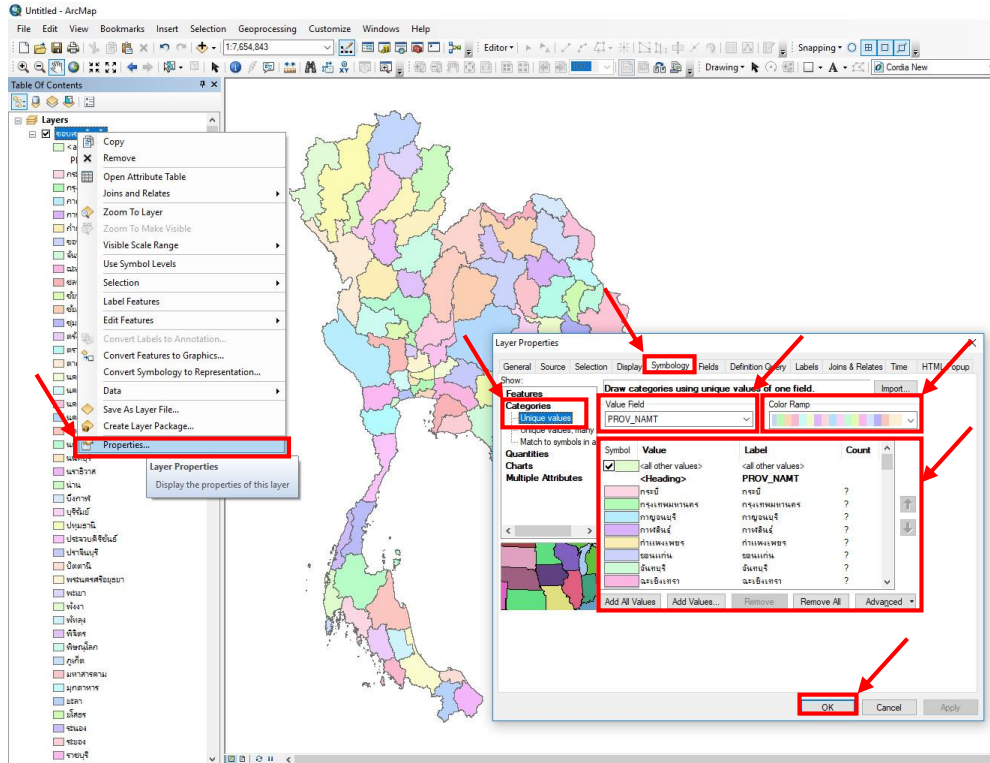 Untitled - ArcMap
File Edit View Bookmarks Insert Selection Geoprocessing Customize Windows Help
1:7,654,843
Editor
Snapping
Drawing
A
Cordia New
Table Of Contents
Layers
Copy
Remove
Open Attribute Table
Joins and Relates
Zoom To Layer
Zoom To Make Visible
Visible Scale Range
Use Symbol Levels
Selection
Label Features
Edit Features
Convert Labels to Annotation...
Convert Features to Graphics...
Convert Symbology to Representation...
Data
Save As Layer File...
Create Layer Package...
Properties...
Layer Properties
Display the properties of this layer
นราธิวาส
น่าน
บึงกาฬ
บุรีรัมย์
ปทุมธานี
ประจวบคีรีขันธ์
ปราจีนบุรี
ปัตตานี
พระนครศรีอยุธยา
พะเยา
พังงา
พัทลุง
พิจิตร
พิษณุโลก
ภูเก็ต
มหาสารคาม
มุกดาหาร
ยะลา
ยโสธร
ระนอง
ระยอง
ราชบุรี
Layer Properties
General Source Selection Display Symbology Fields Definition Query Labels Joins & Relates Time HTML Popup
Show:
Features
Categories
Unique values
Unique values, many
Match to symbols in a
Quantities
Charts
Multiple Attributes
Draw categories using unique values of one field.
Import...
Value Field
PROV_NAMT
Color Ramp
Symbol Value Label Count
<all other values> <all other values>
<Heading> PROV_NAMT
กระบี่ กระบี่ ?
กรุงเทพมหานคร กรุงเทพมหานคร ?
กาญจนบุรี กาญจนบุรี ?
กาฬสินธุ์ กาฬสินธุ์ ?
กำแพงเพชร กำแพงเพชร ?
ขอนแก่น ขอนแก่น ?
จันทบุรี จันทบุรี ?
ฉะเชิงเทรา ฉะเชิงเทรา ?
Add All Values Add Values... Remove Remove All Advanced
OK Cancel Apply